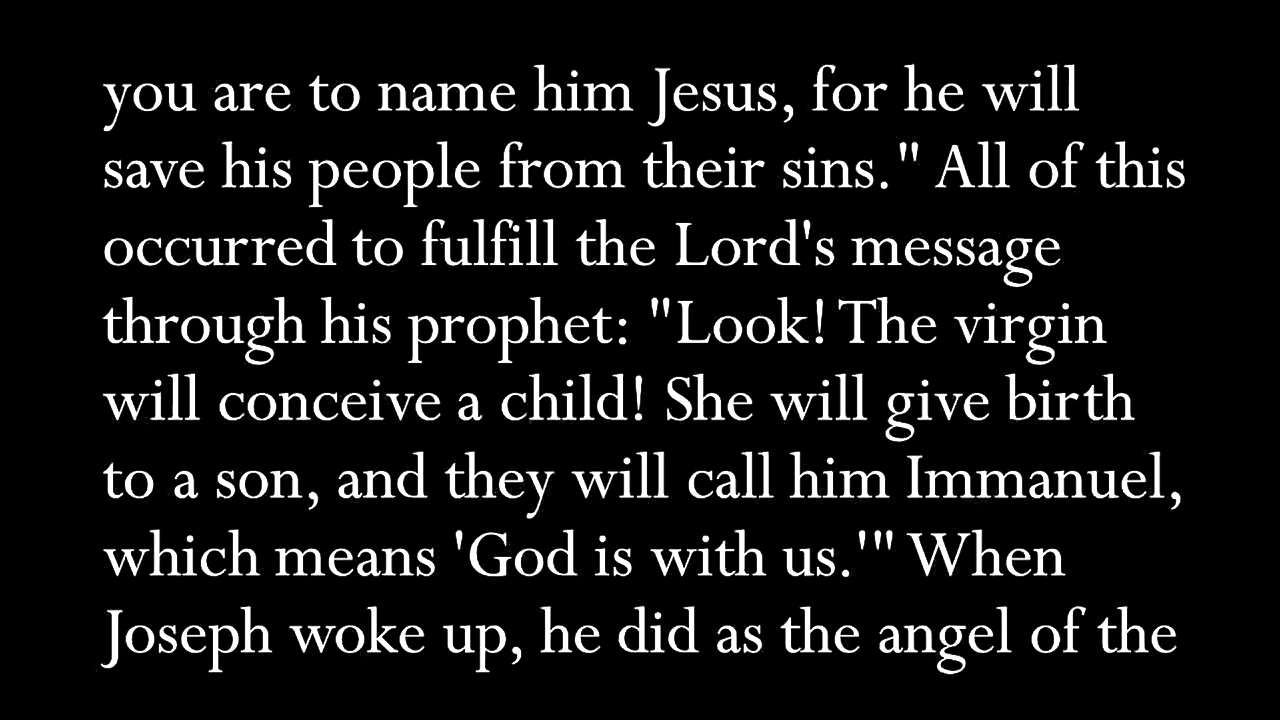 you are to name him Jesus, for he will
save his people from their sins." All of this
occurred to fulfill the Lord's message
through his prophet: "Look! The virgin
will conceive a child! She will give birth
to a son, and they will call him Immanuel,
which means 'God is with us.'" When
Joseph woke up, he did as the angel of the